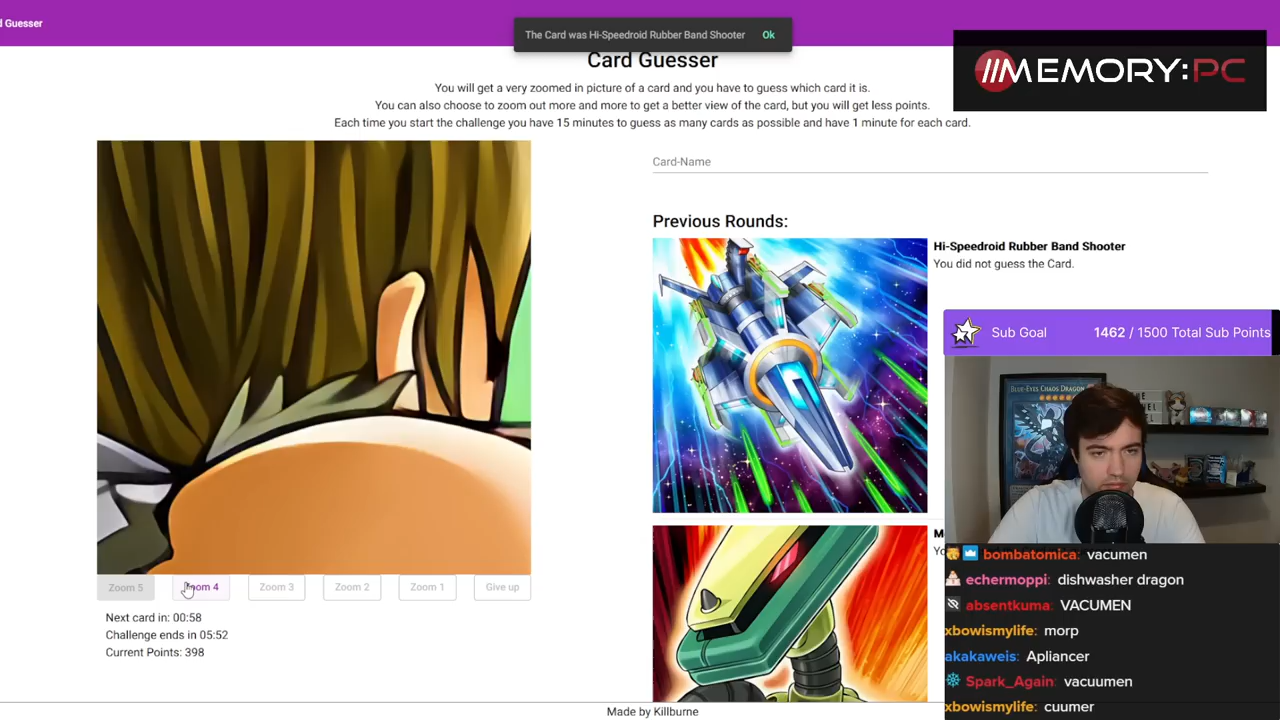 d Guesser
The Card was Hi-Speedroid Rubber Band Shooter Ok
MEMORY:PC
Card Guesser
You will get a very zoomed in picture of a card and you have to guess which card it is.
You can also choose to zoom out more and more to get a better view of the card, but you will get less points.
Each time you start the challenge you have 15 minutes to guess as many cards as possible and have 1 minute for each card.
Card-Name
Previous Rounds:
Hi-Speedroid Rubber Band Shooter
You did not guess the Card.
Sub Goal 1462 / 1500 Total Sub Points
BLUE-EYES CHAOS DRAGON
Zoom 5 Zoom 4 Zoom 3 Zoom 2 Zoom 1 Give up
Next card in: 00:58
Challenge ends in 05:52
Current Points: 398
bombatomica: vacumen
echermoppi: dishwasher dragon
absentkuma: VACUMEN
xbowismylife: morp
akakaweis: Apliancer
Spark_Again: vacuumen
xbowismylife: cuumer
Made by Killburne